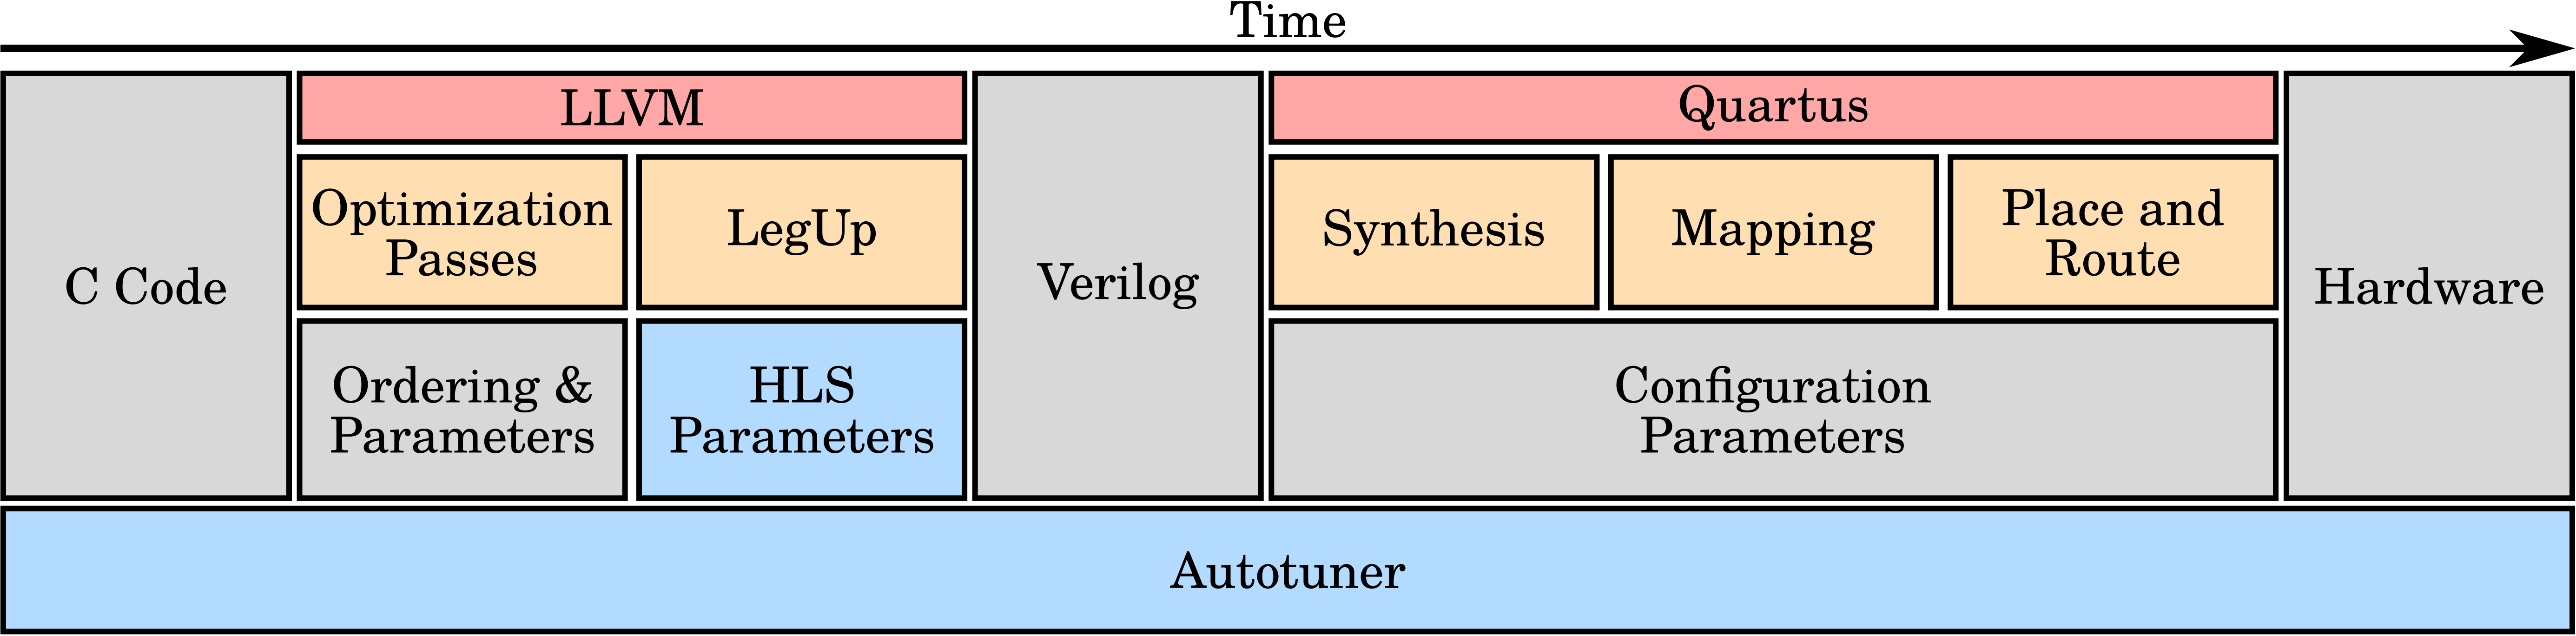 Time
C Code
LLVM
Optimization
Passes
LegUp
Ordering &
Parameters
HLS
Parameters
Verilog
Quartus
Synthesis
Mapping
Place and
Route
Configuration
Parameters
Hardware
Autotuner